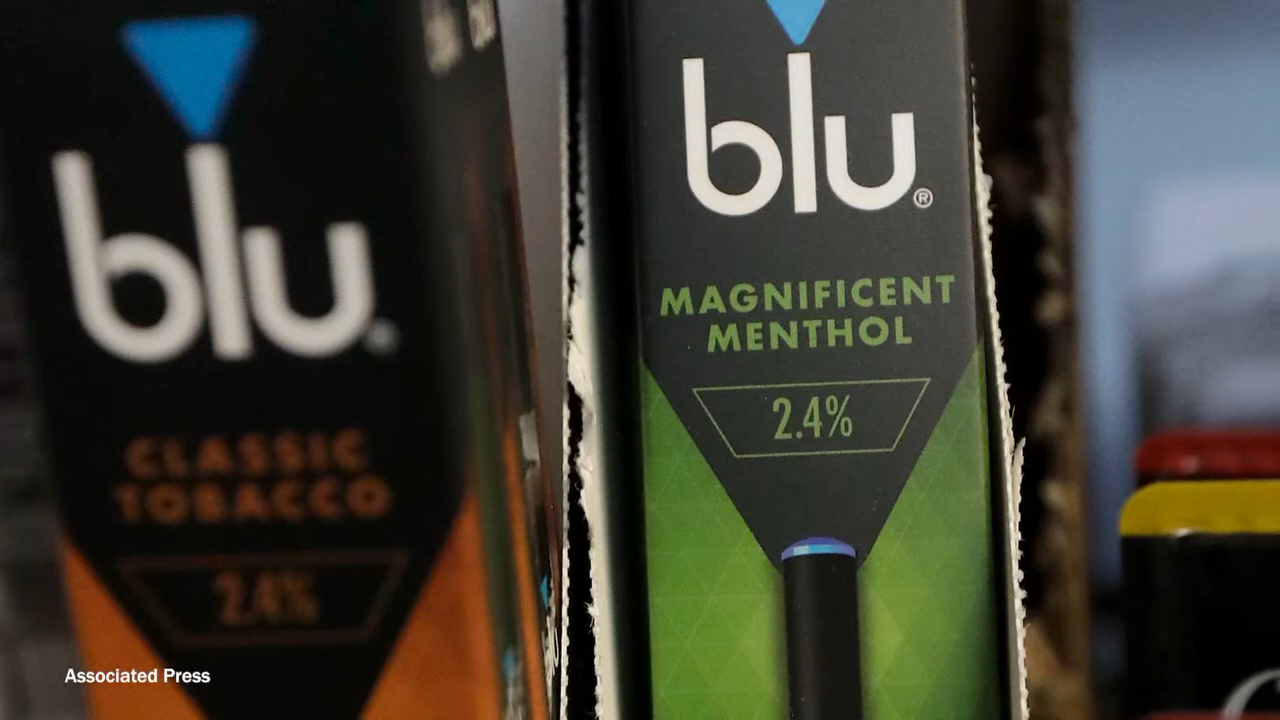 blu
CLASSIC
TOBACCO
2.4%
blu®
MAGNIFICENT
MENTHOL
2.4%
Associated Press